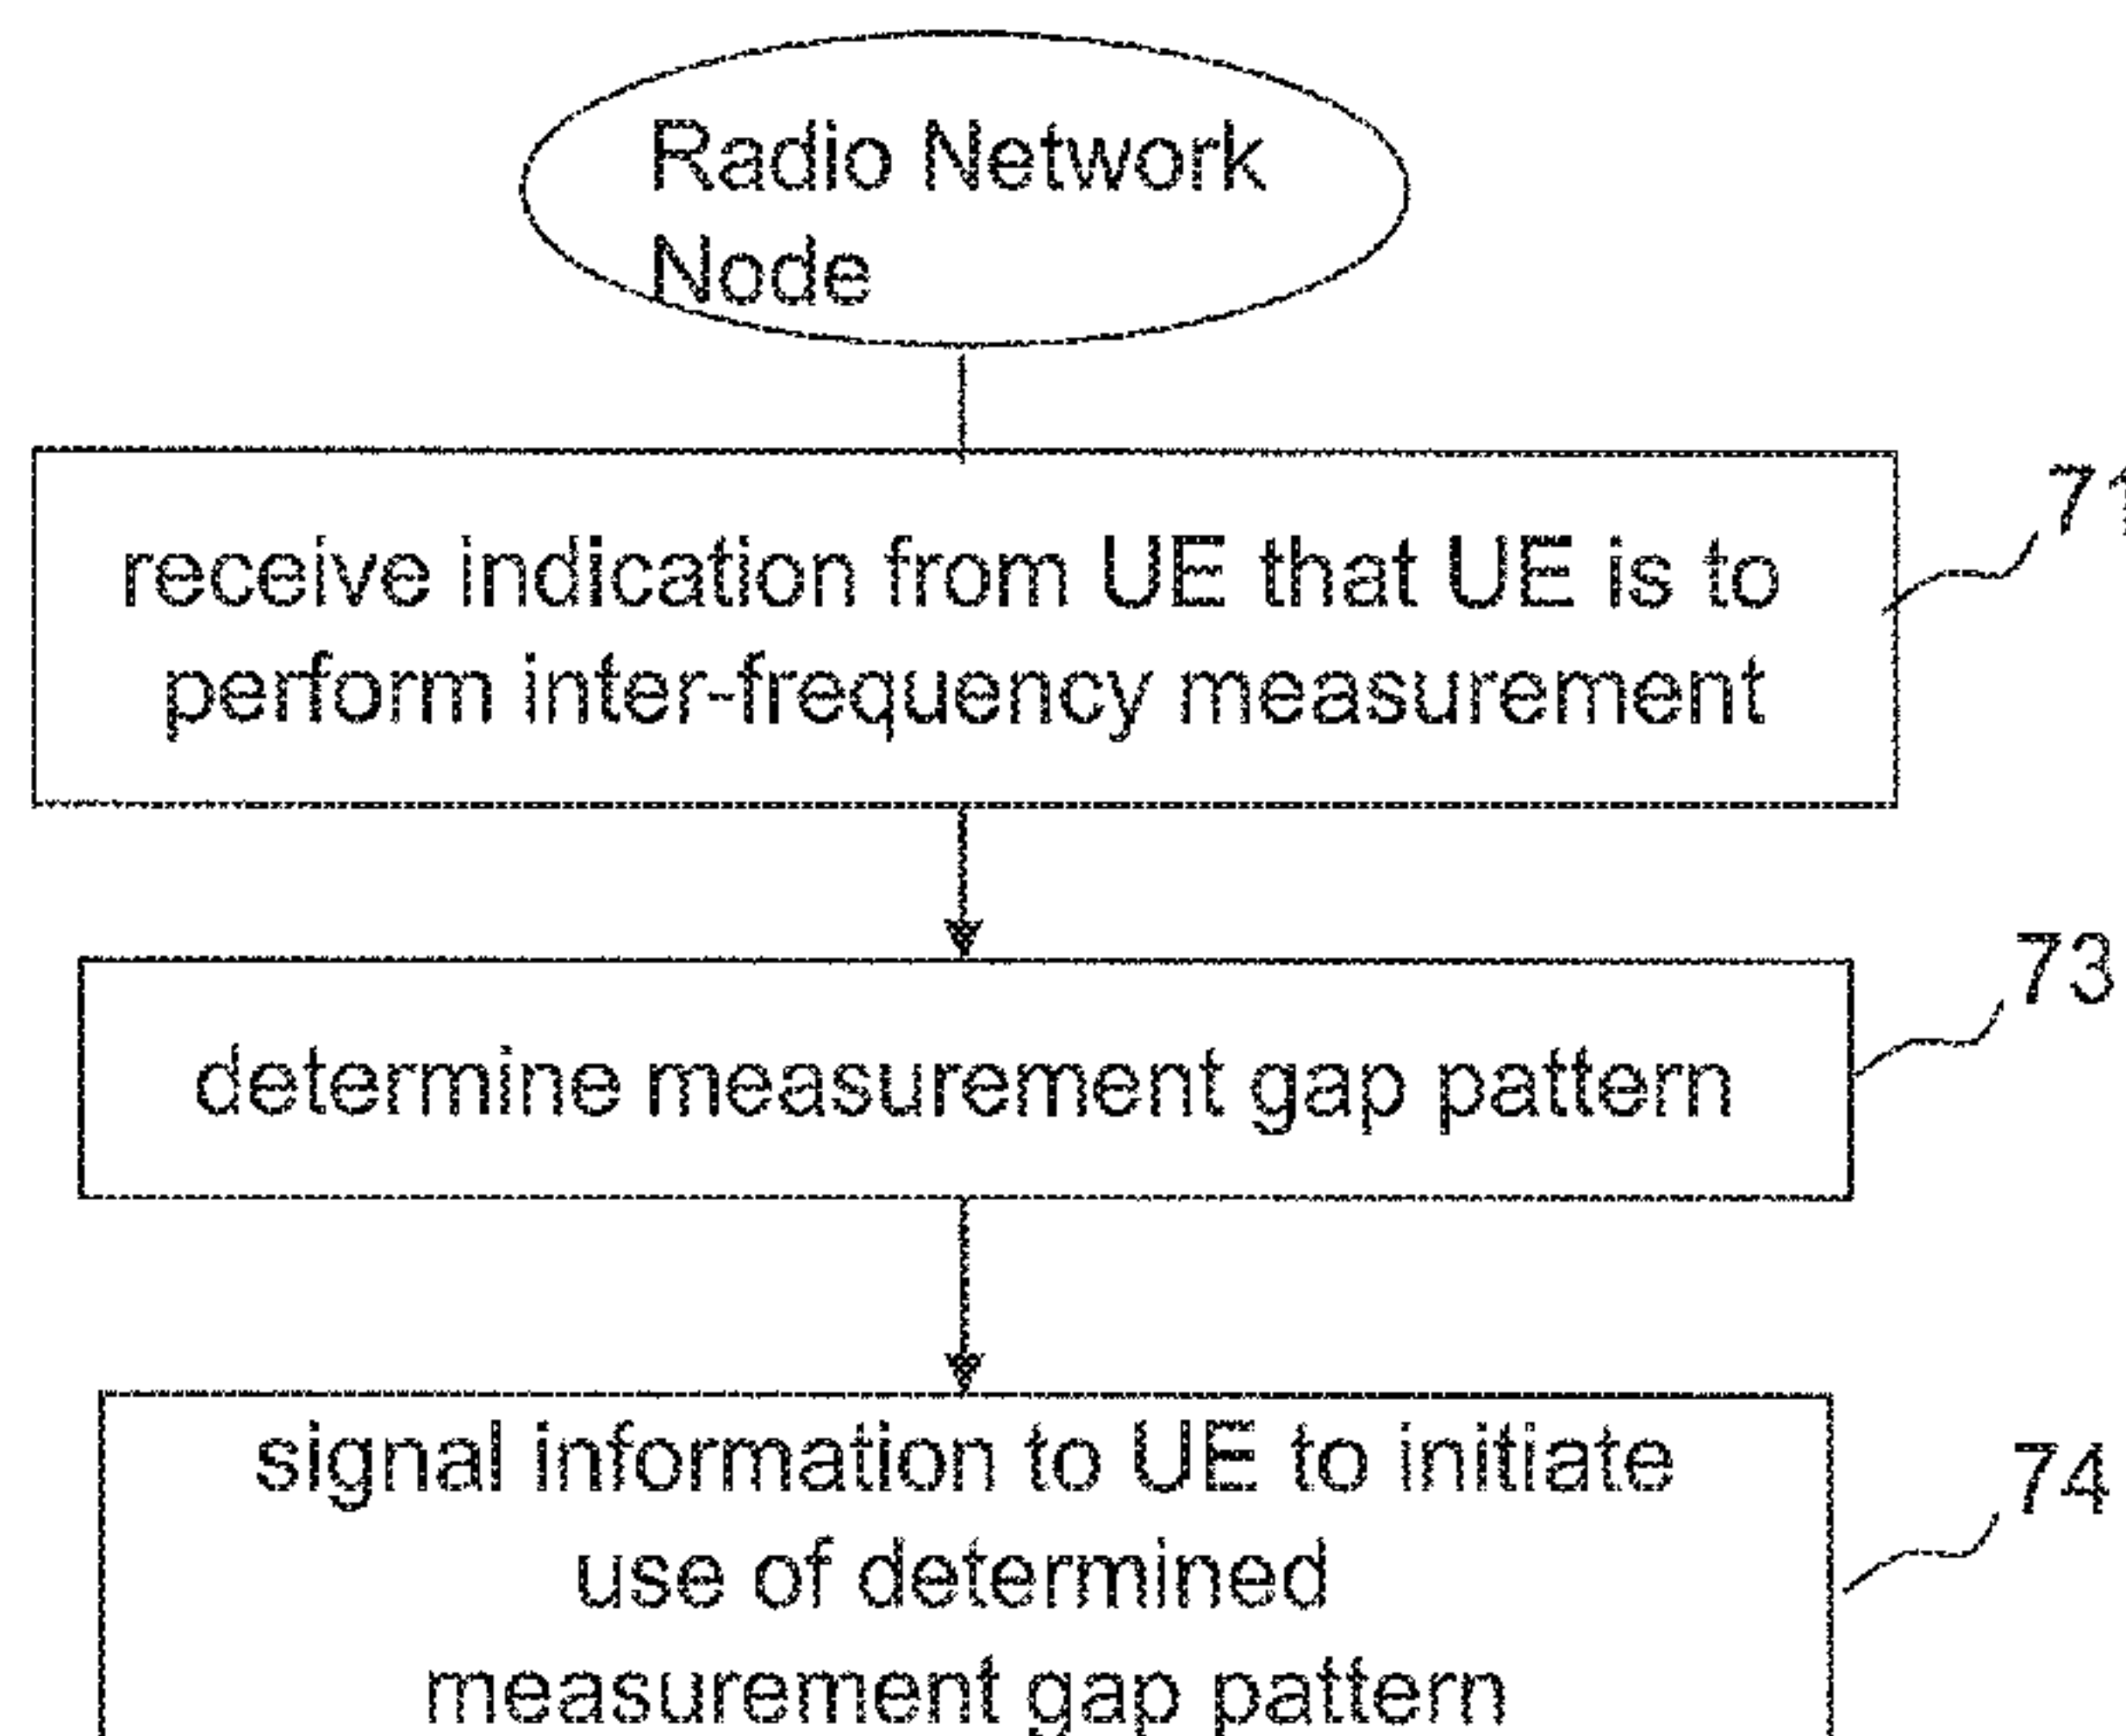 Radio Network
Node
71
receive indication from UE that UE is to
perform inter-frequency measurement
73
determine measurement gap pattern
74
signal information to UE to initiate
use of determined
measurement gap pattern